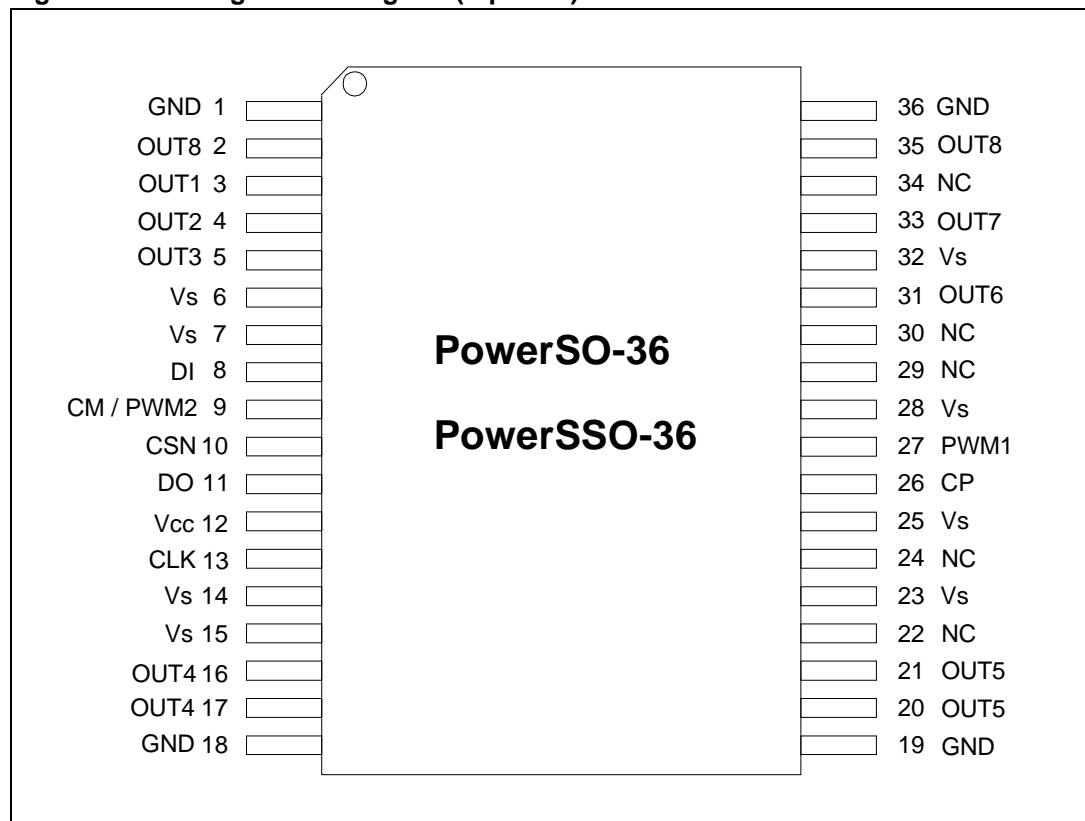 GND 1
OUT8 2
OUT1 3
OUT2 4
OUT3 5
Vs 6
Vs 7
DI 8
CM / PWM2 9
CSN 10
DO 11
Vcc 12
CLK 13
Vs 14
Vs 15
OUT4 16
OUT4 17
GND 18
PowerSO-36
PowerSSO-36
36 GND
35 OUT8
34 NC
33 OUT7
32 Vs
31 OUT6
30 NC
29 NC
28 Vs
27 PWM1
26 CP
25 Vs
24 NC
23 Vs
22 NC
21 OUT5
20 OUT5
19 GND